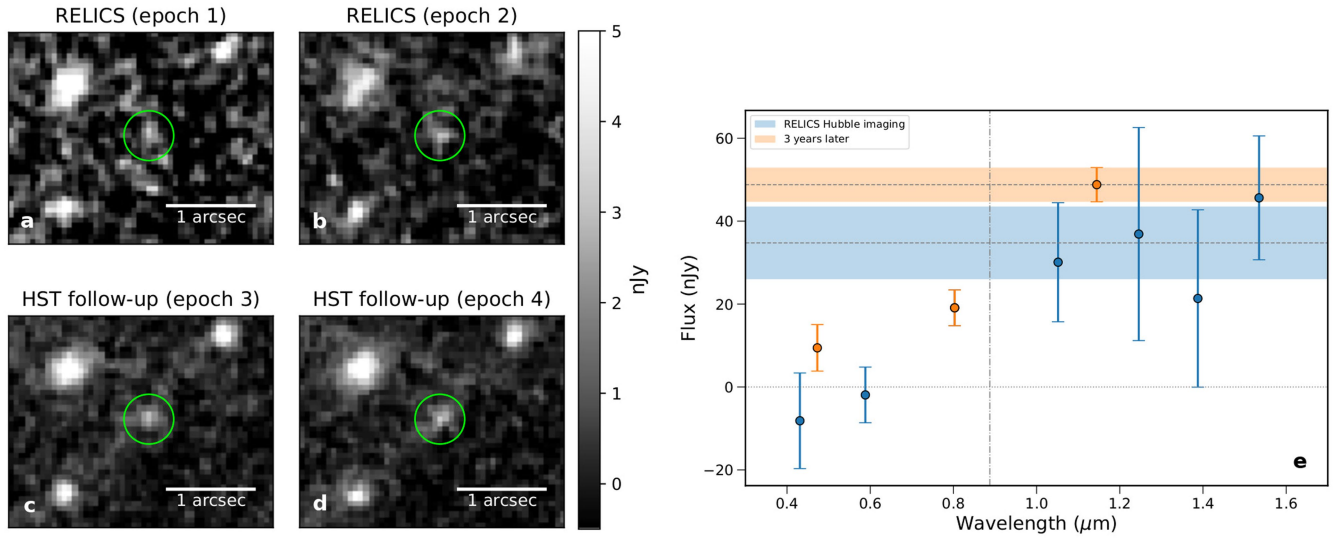 RELICS (epoch 1)
RELICS (epoch 2)
a
1 arcsec
b
1 arcsec
HST follow-up (epoch 3)
HST follow-up (epoch 4)
c
1 arcsec
d
1 arcsec
5
4
3
2
1
0
nJy
RELICS Hubble imaging
3 years later
60
40
20
0
−20
Flux (nJy)
e
0.4
0.6
0.8
1.0
1.2
1.4
1.6
Wavelength (μm)